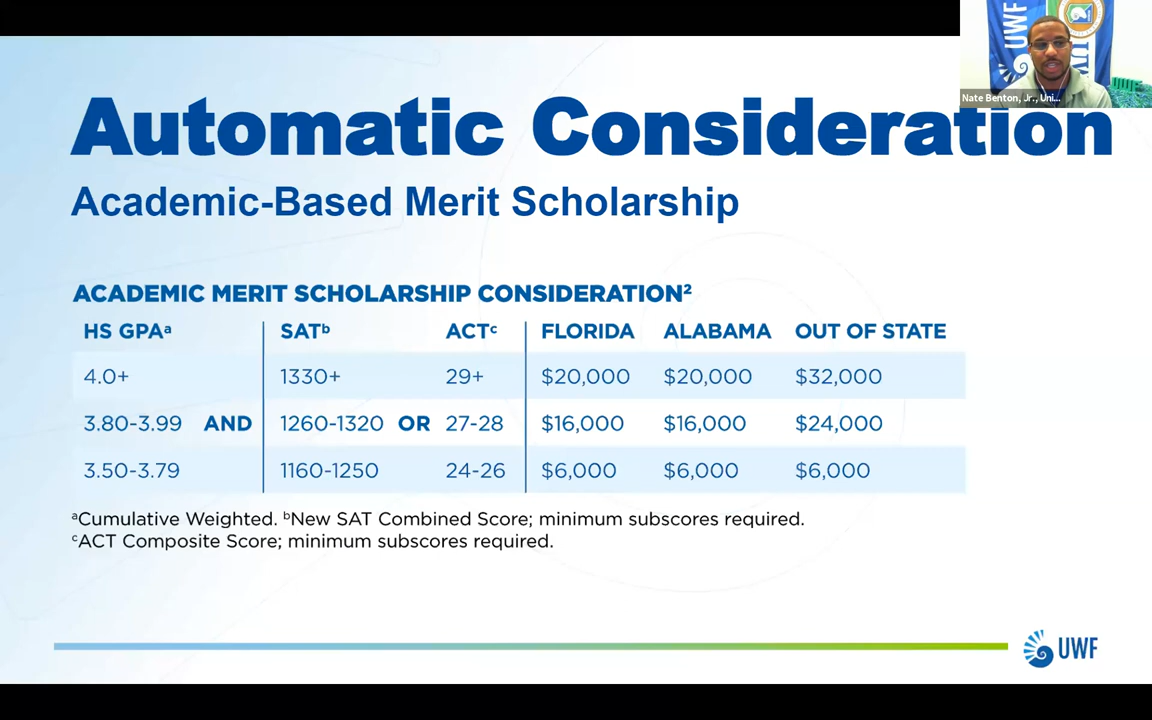 UWF
Nate Benton, Jr., Uni...
Automatic Consideration
Academic-Based Merit Scholarship
ACADEMIC MERIT SCHOLARSHIP CONSIDERATION²
HS GPAᵃ SATᵇ ACTᶜ FLORIDA ALABAMA OUT OF STATE
4.0+ 1330+ 29+ $20,000 $20,000 $32,000
3.80-3.99 AND 1260-1320 OR 27-28 $16,000 $16,000 $24,000
3.50-3.79 1160-1250 24-26 $6,000 $6,000 $6,000
ᵃCumulative Weighted. ᵇNew SAT Combined Score; minimum subscores required.
ᶜACT Composite Score; minimum subscores required.
UWF